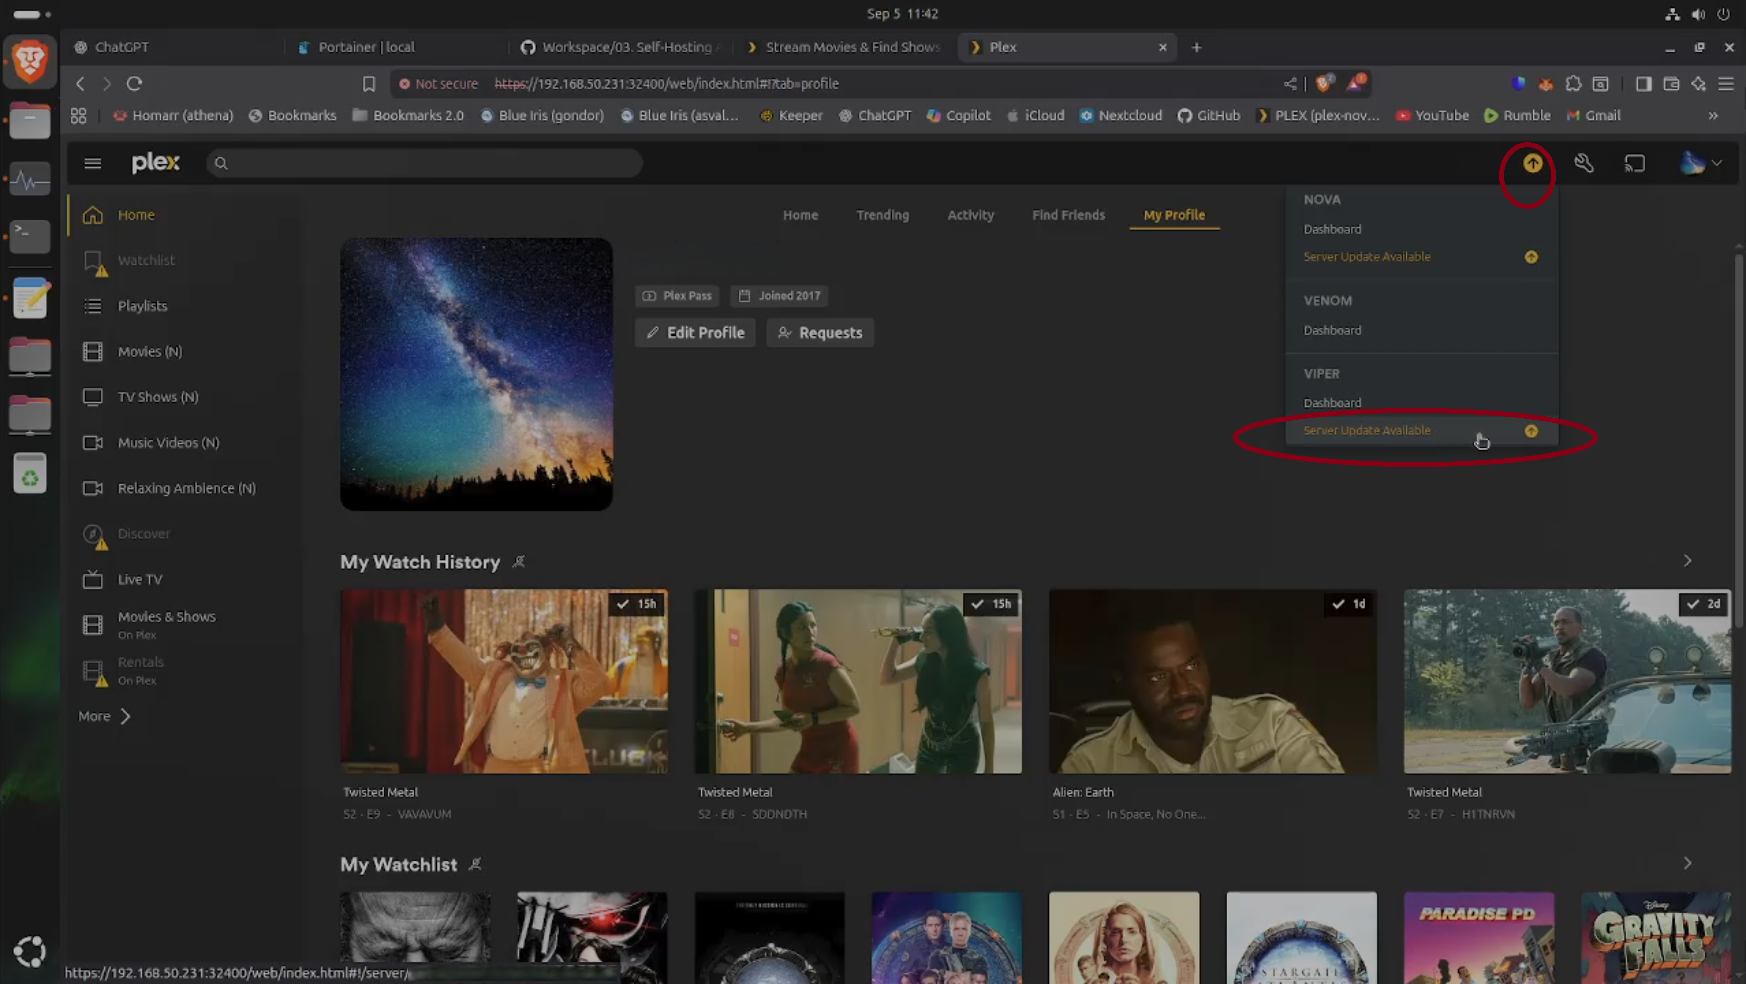 Sep 5 11:42
ChatGPT
Portainer | local
Workspace/03. Self-Hosting
Stream Movies & Find Shows
Plex
Not secure
https://192.168.50.231:32400/web/index.html#!?tab=profile
Homarr (athena)
Bookmarks
Bookmarks 2.0
Blue Iris (gondor)
Blue Iris (asval...
Keeper
ChatGPT
Copilot
iCloud
Nextcloud
GitHub
PLEX (plex-nov...
YouTube
Rumble
Gmail
plex
Home
Watchlist
Playlists
Movies (N)
TV Shows (N)
Music Videos (N)
Relaxing Ambience (N)
Discover
Live TV
Movies & Shows
On Plex
Rentals
On Plex
More
Home
Trending
Activity
Find Friends
My Profile
Plex Pass
Joined 2017
Edit Profile
Requests
NOVA
Dashboard
Server Update Available
VENOM
Dashboard
VIPER
Dashboard
Server Update Available
My Watch History
15h
15h
1d
2d
Twisted Metal
S2 · E9 - VAVAVUM
Twisted Metal
S2 · E8 - SDDNDTH
Alien: Earth
S1 · E5 - In Space, No One...
Twisted Metal
S2 · E7 - H1TNRVN
My Watchlist
STARGATE
PARADISE PD
Disney
GRAVITY
FALLS
https://192.168.50.231:32400/web/index.html#!/server/